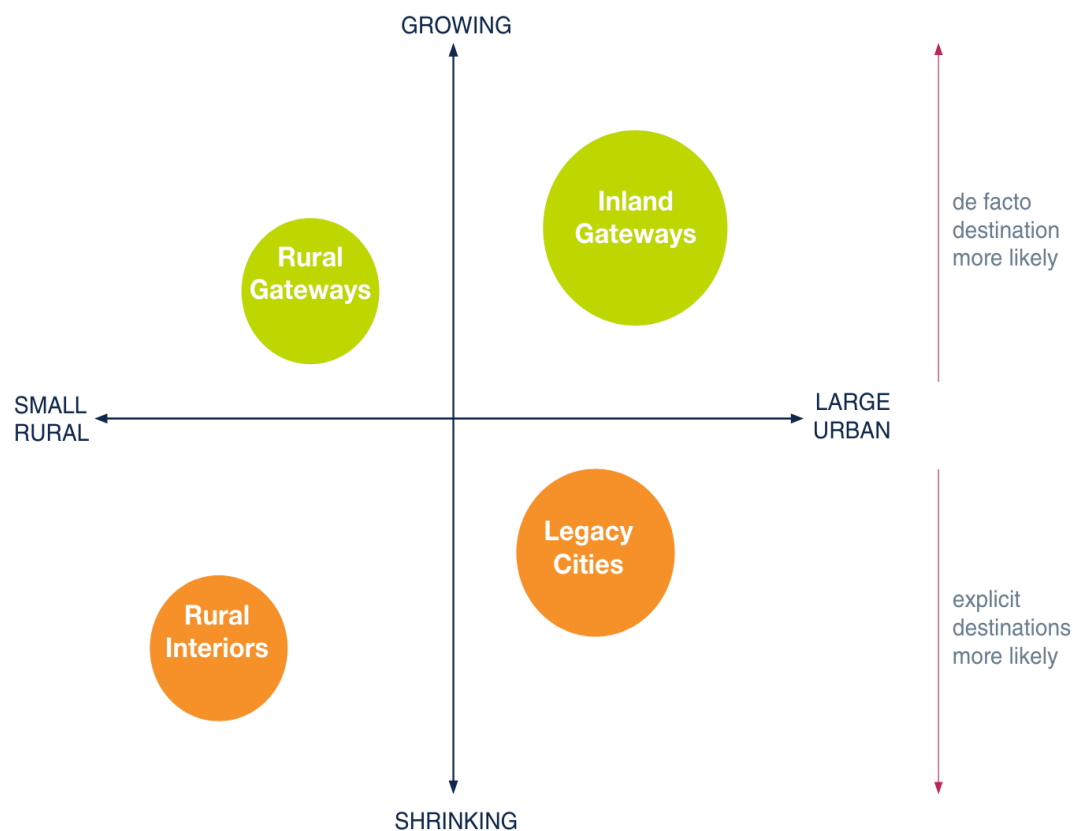 GROWING
Inland
Gateways
de facto
destination
more likely
Rural
Gateways
SMALL
RURAL
LARGE
URBAN
Legacy
Cities
Rural
Interiors
explicit
destinations
more likely
SHRINKING